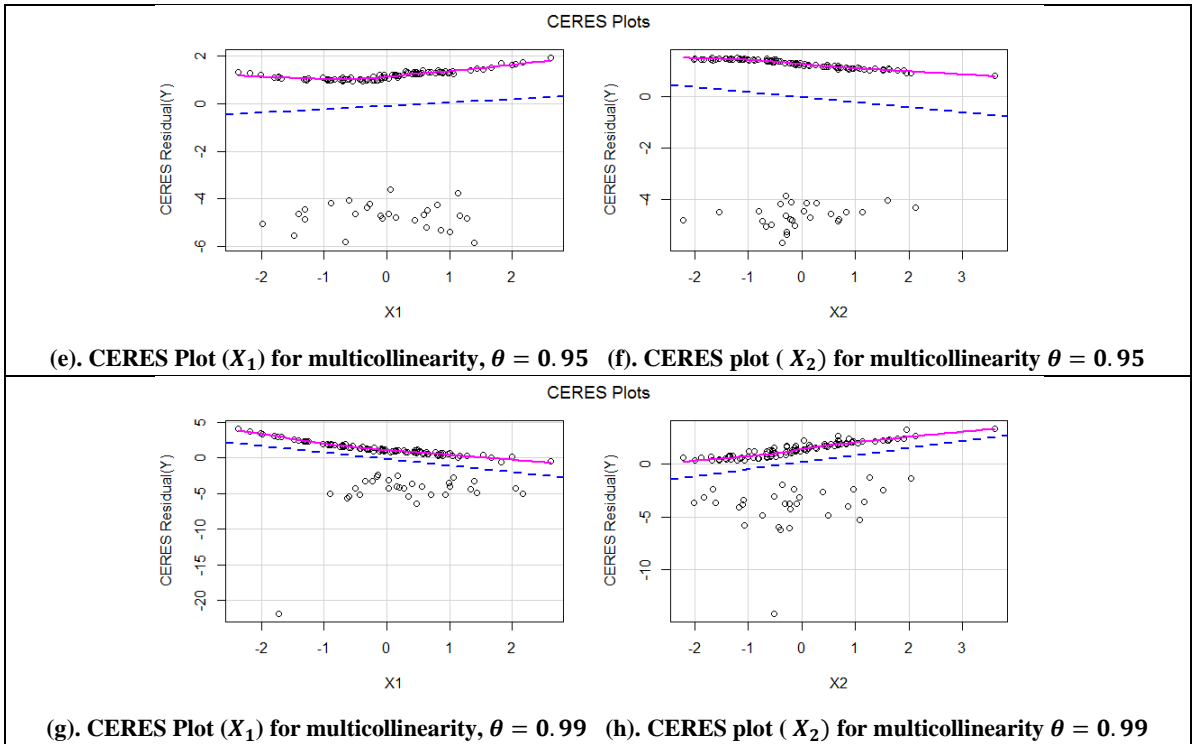 CERES Plots
CERES Residual(Y)
2
0
-2
-4
-6
-2 -1 0 1 2
X1
CERES Residual(Y)
0
-2
-4
-2 -1 0 1 2 3
X2
(e). CERES Plot (X₁) for multicollinearity, θ = 0.95 (f). CERES plot ( X₂) for multicollinearity θ = 0.95
CERES Plots
CERES Residual(Y)
5
0
-5
-10
-15
-20
-2 -1 0 1 2
X1
CERES Residual(Y)
0
-5
-10
-2 -1 0 1 2 3
X2
(g). CERES Plot (X₁) for multicollinearity, θ = 0.99 (h). CERES plot ( X₂) for multicollinearity θ = 0.99